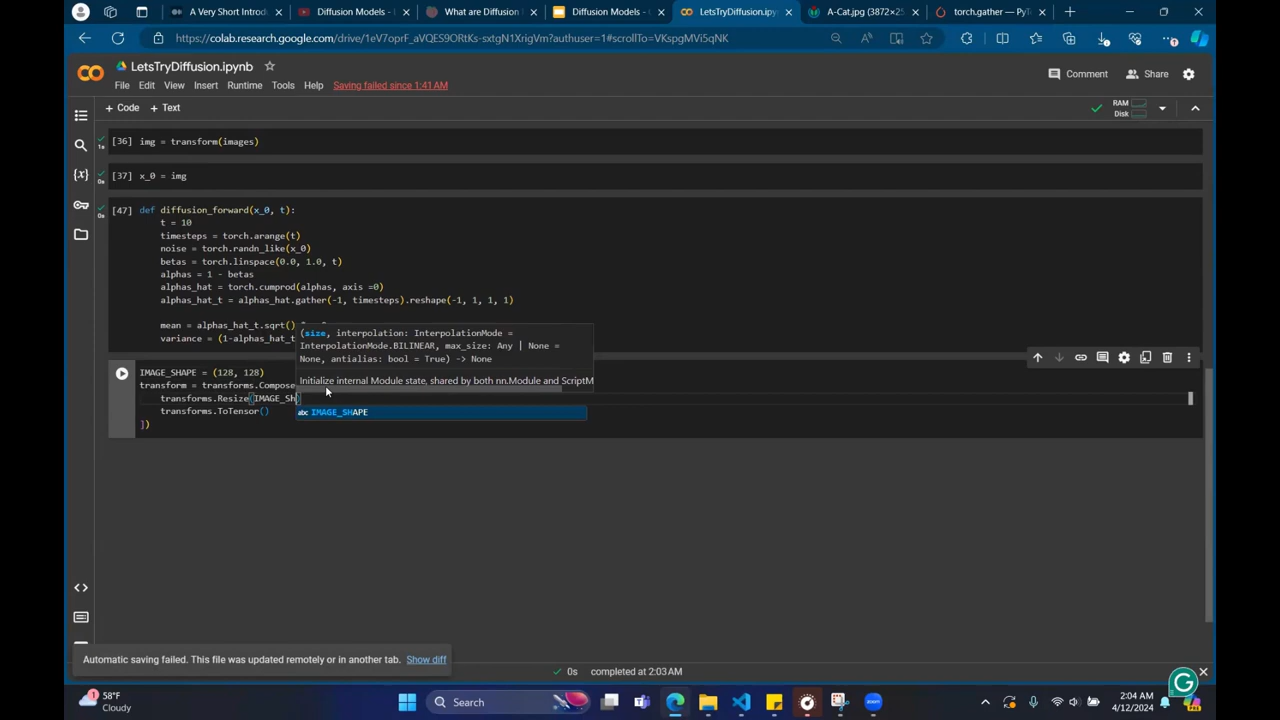 A Very Short Introdu
Diffusion Models - l
What are Diffusion
Diffusion Models - G
LetsTryDiffusion.ipyn
A-Cat.jpg (3872×25
torch.gather — PyT
https://colab.research.google.com/drive/1eV7oprF_aVQES9ORtKs-sxtgN1XrigVm?authuser=1#scrollTo=VKspgMVi5qNK
LetsTryDiffusion.ipynb
Comment
Share
File Edit View Insert Runtime Tools Help Saving failed since 1:41 AM
+ Code + Text
RAM
Disk
[36] img = transform(images)
1s
[37] x_0 = img
0s
[47] def diffusion_forward(x_0, t):
0s
t = 10
timesteps = torch.arange(t)
noise = torch.randn_like(x_0)
betas = torch.linspace(0.0, 1.0, t)
alphas = 1 - betas
alphas_hat = torch.cumprod(alphas, axis =0)
alphas_hat_t = alphas_hat.gather(-1, timesteps).reshape(-1, 1, 1, 1)
mean = alphas_hat_t.sqrt()
variance = (1-alphas_hat_t
(size, interpolation: InterpolationMode =
InterpolationMode.BILINEAR, max_size: Any | None =
None, antialias: bool = True) -> None
Initialize internal Module state, shared by both nn.Module and ScriptM
IMAGE_SHAPE = (128, 128)
transform = transforms.Compose
transforms.Resize(IMAGE_Sh)
abc IMAGE_SHAPE
transforms.ToTensor()
])
Automatic saving failed. This file was updated remotely or in another tab. Show diff
0s completed at 2:03 AM
58°F
Cloudy
Search
2:04 AM
4/12/2024